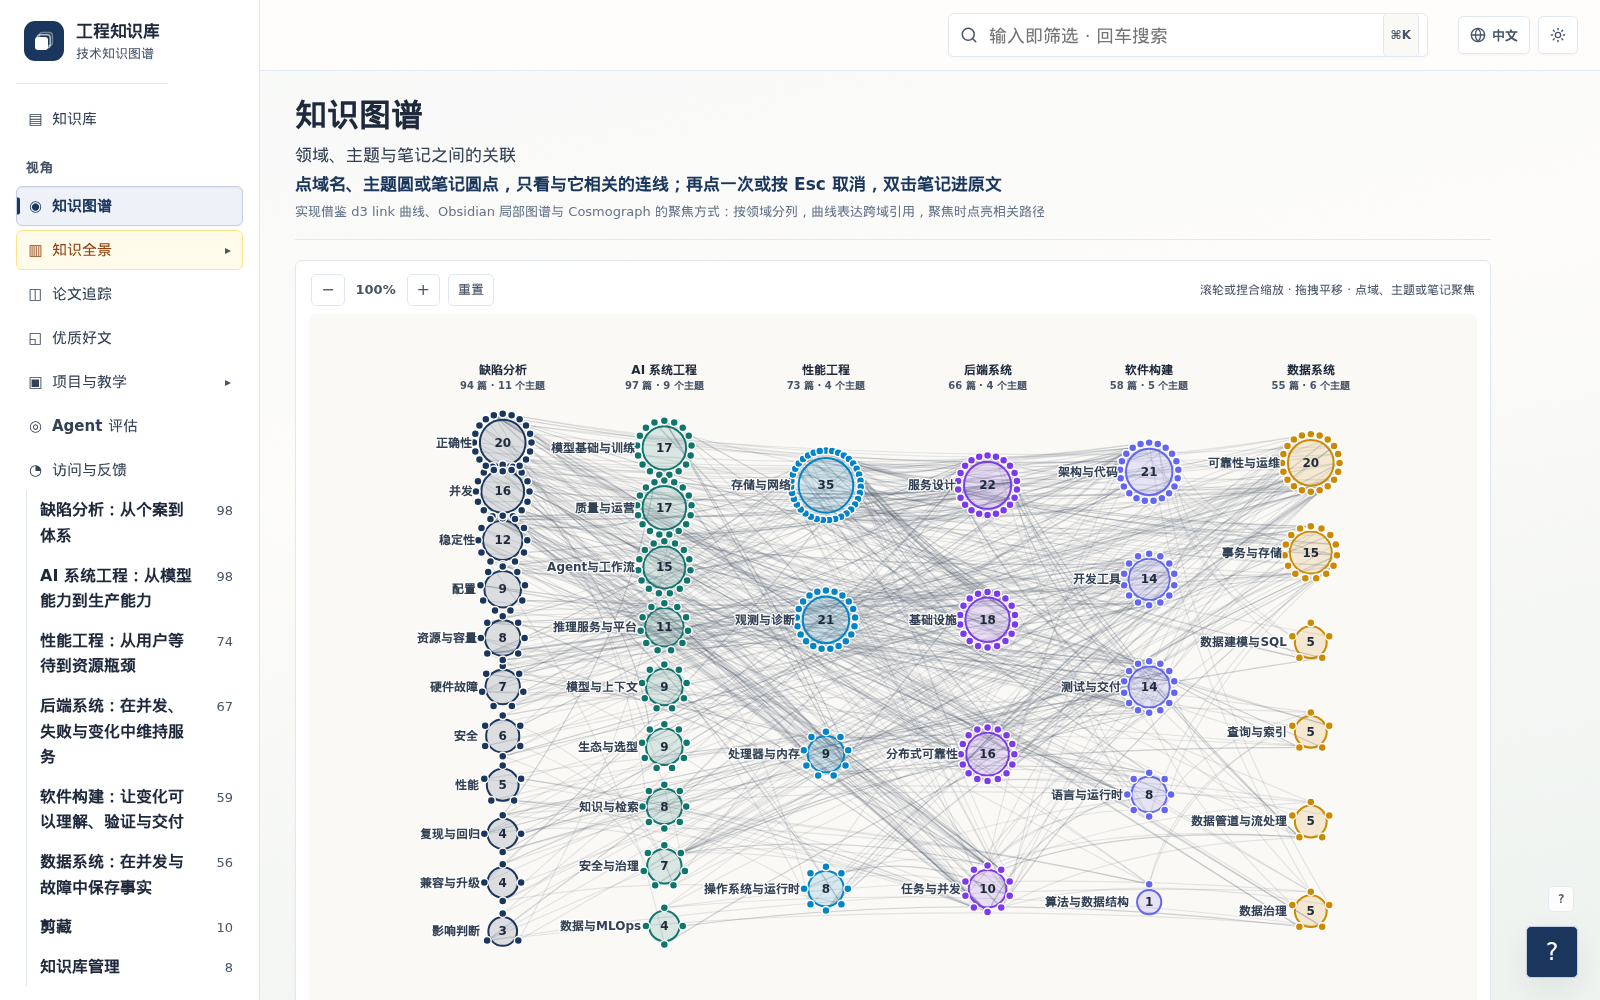 工程知识库
技术知识图谱
知识库
视角
知识图谱
知识全景
论文追踪
优质好文
项目与教学
Agent 评估
访问与反馈
缺陷分析：从个案到体系 98
AI 系统工程：从模型能力到生产能力 98
性能工程：从用户等待到资源瓶颈 74
后端系统：在并发、失败与变化中维持服务 67
软件构建：让变化可以理解、验证与交付 59
数据系统：在并发与故障中保存事实 56
剪藏 10
知识库管理 8
输入即筛选 · 回车搜索
⌘K
中文
知识图谱
领域、主题与笔记之间的关联
点域名、主题圆或笔记圆点，只看与它相关的连线；再点一次或按 Esc 取消，双击笔记进原文
实现借鉴 d3 link 曲线、Obsidian 局部图谱与 Cosmograph 的聚焦方式：按领域分列，曲线表达跨域引用，聚焦时点亮相关路径
− 100% + 重置
滚轮或捏合缩放 · 拖拽平移 · 点域、主题或笔记聚焦
缺陷分析
94 篇 · 11 个主题
正确性 20
并发 16
稳定性 12
配置 9
资源与容量 8
硬件故障 7
安全 6
性能 5
复现与回归 4
兼容与升级 4
影响判断 3
AI 系统工程
97 篇 · 9 个主题
模型基础与训练 17
质量与运营 17
Agent与工作流 15
推理服务与平台 11
模型与上下文 9
生态与选型 9
知识与检索 8
安全与治理 7
数据与MLOps 4
性能工程
73 篇 · 4 个主题
存储与网络 35
观测与诊断 21
处理器与内存 9
操作系统与运行时 8
后端系统
66 篇 · 4 个主题
服务设计 22
基础设施 18
分布式可靠性 16
任务与并发 10
软件构建
58 篇 · 5 个主题
架构与代码 21
开发工具 14
测试与交付 14
语言与运行时 8
算法与数据结构 1
数据系统
55 篇 · 6 个主题
可靠性与运维 20
事务与存储 15
数据建模与SQL 5
查询与索引 5
数据管道与流处理 5
数据治理 5
?
?